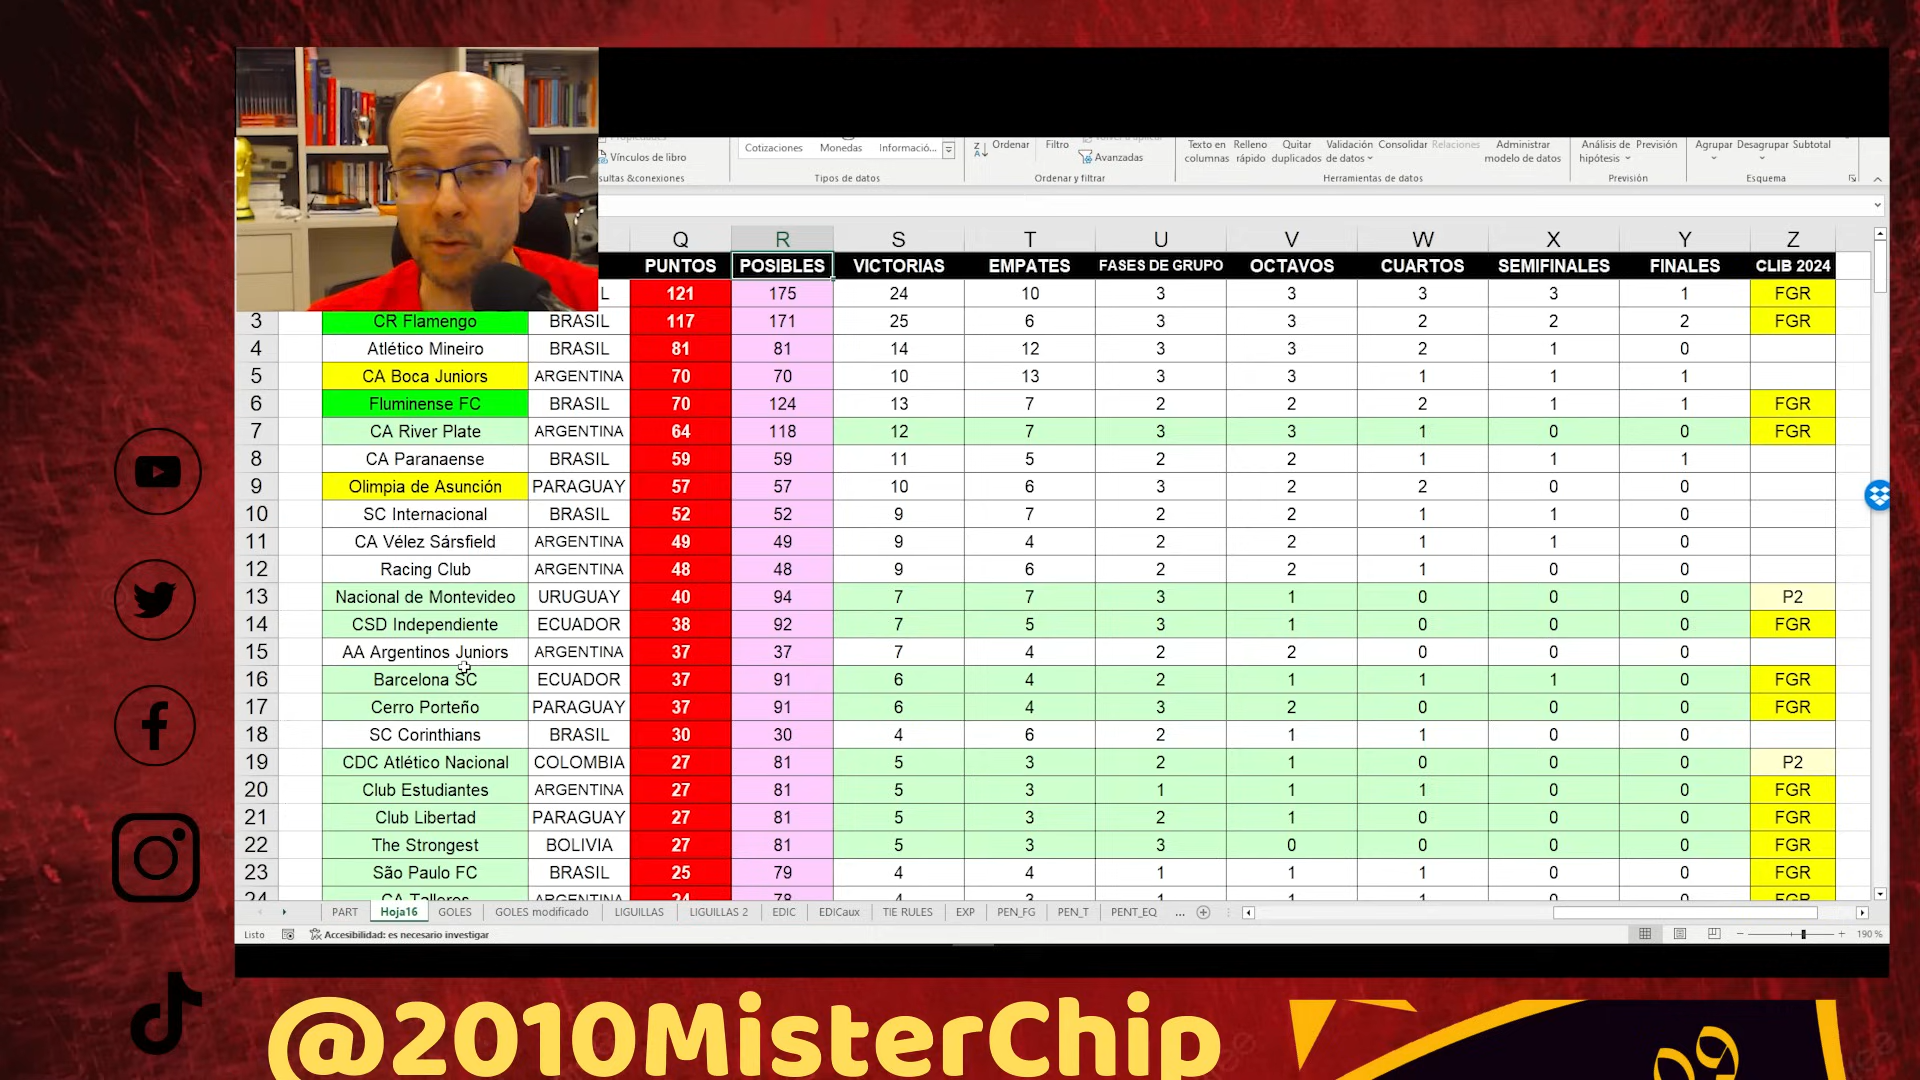 Vínculos de libro
sultas &conexiones
Cotizaciones Monedas Informació...
Tipos de datos
Ordenar Filtro
Avanzadas
Ordenar y filtrar
Texto en columnas Relleno rápido Quitar duplicados Validación de datos Consolidar Relaciones Administrar modelo de datos
Herramientas de datos
Análisis de hipótesis Previsión
Previsión
Agrupar Desagrupar Subtotal
Esquema
Q R S T U V W X Y Z
PUNTOS POSIBLES VICTORIAS EMPATES FASES DE GRUPO OCTAVOS CUARTOS SEMIFINALES FINALES CLIB 2024
L 121 175 24 10 3 3 3 3 1 FGR
3 CR Flamengo BRASIL 117 171 25 6 3 3 2 2 2 FGR
4 Atlético Mineiro BRASIL 81 81 14 12 3 3 2 1 0
5 CA Boca Juniors ARGENTINA 70 70 10 13 3 3 1 1 1
6 Fluminense FC BRASIL 70 124 13 7 2 2 2 1 1 FGR
7 CA River Plate ARGENTINA 64 118 12 7 3 3 1 0 0 FGR
8 CA Paranaense BRASIL 59 59 11 5 2 2 1 1 1
9 Olimpia de Asunción PARAGUAY 57 57 10 6 3 2 2 0 0
10 SC Internacional BRASIL 52 52 9 7 2 2 1 1 0
11 CA Vélez Sársfield ARGENTINA 49 49 9 4 2 2 1 1 0
12 Racing Club ARGENTINA 48 48 9 6 2 2 1 0 0
13 Nacional de Montevideo URUGUAY 40 94 7 7 3 1 0 0 0 P2
14 CSD Independiente ECUADOR 38 92 7 5 3 1 0 0 0 FGR
15 AA Argentinos Juniors ARGENTINA 37 37 7 4 2 2 0 0 0
16 Barcelona SC ECUADOR 37 91 6 4 2 1 1 1 0 FGR
17 Cerro Porteño PARAGUAY 37 91 6 4 3 2 0 0 0 FGR
18 SC Corinthians BRASIL 30 30 4 6 2 1 1 0 0
19 CDC Atlético Nacional COLOMBIA 27 81 5 3 2 1 0 0 0 P2
20 Club Estudiantes ARGENTINA 27 81 5 3 1 1 1 0 0 FGR
21 Club Libertad PARAGUAY 27 81 5 3 2 1 0 0 0 FGR
22 The Strongest BOLIVIA 27 81 5 3 3 0 0 0 0 FGR
23 São Paulo FC BRASIL 25 79 4 4 1 1 1 0 0 FGR
24 CA Talleres ARGENTINA 24 78 4 3 1 1 1 0 0 FGR
PART Hoja16 GOLES GOLES modificado LIGUILLAS LIGUILLAS 2 EDIC EDICaux TIE RULES EXP PEN_FG PEN_T PENT_EQ ...
Listo Accesibilidad: es necesario investigar 190 %
@2010MisterChip